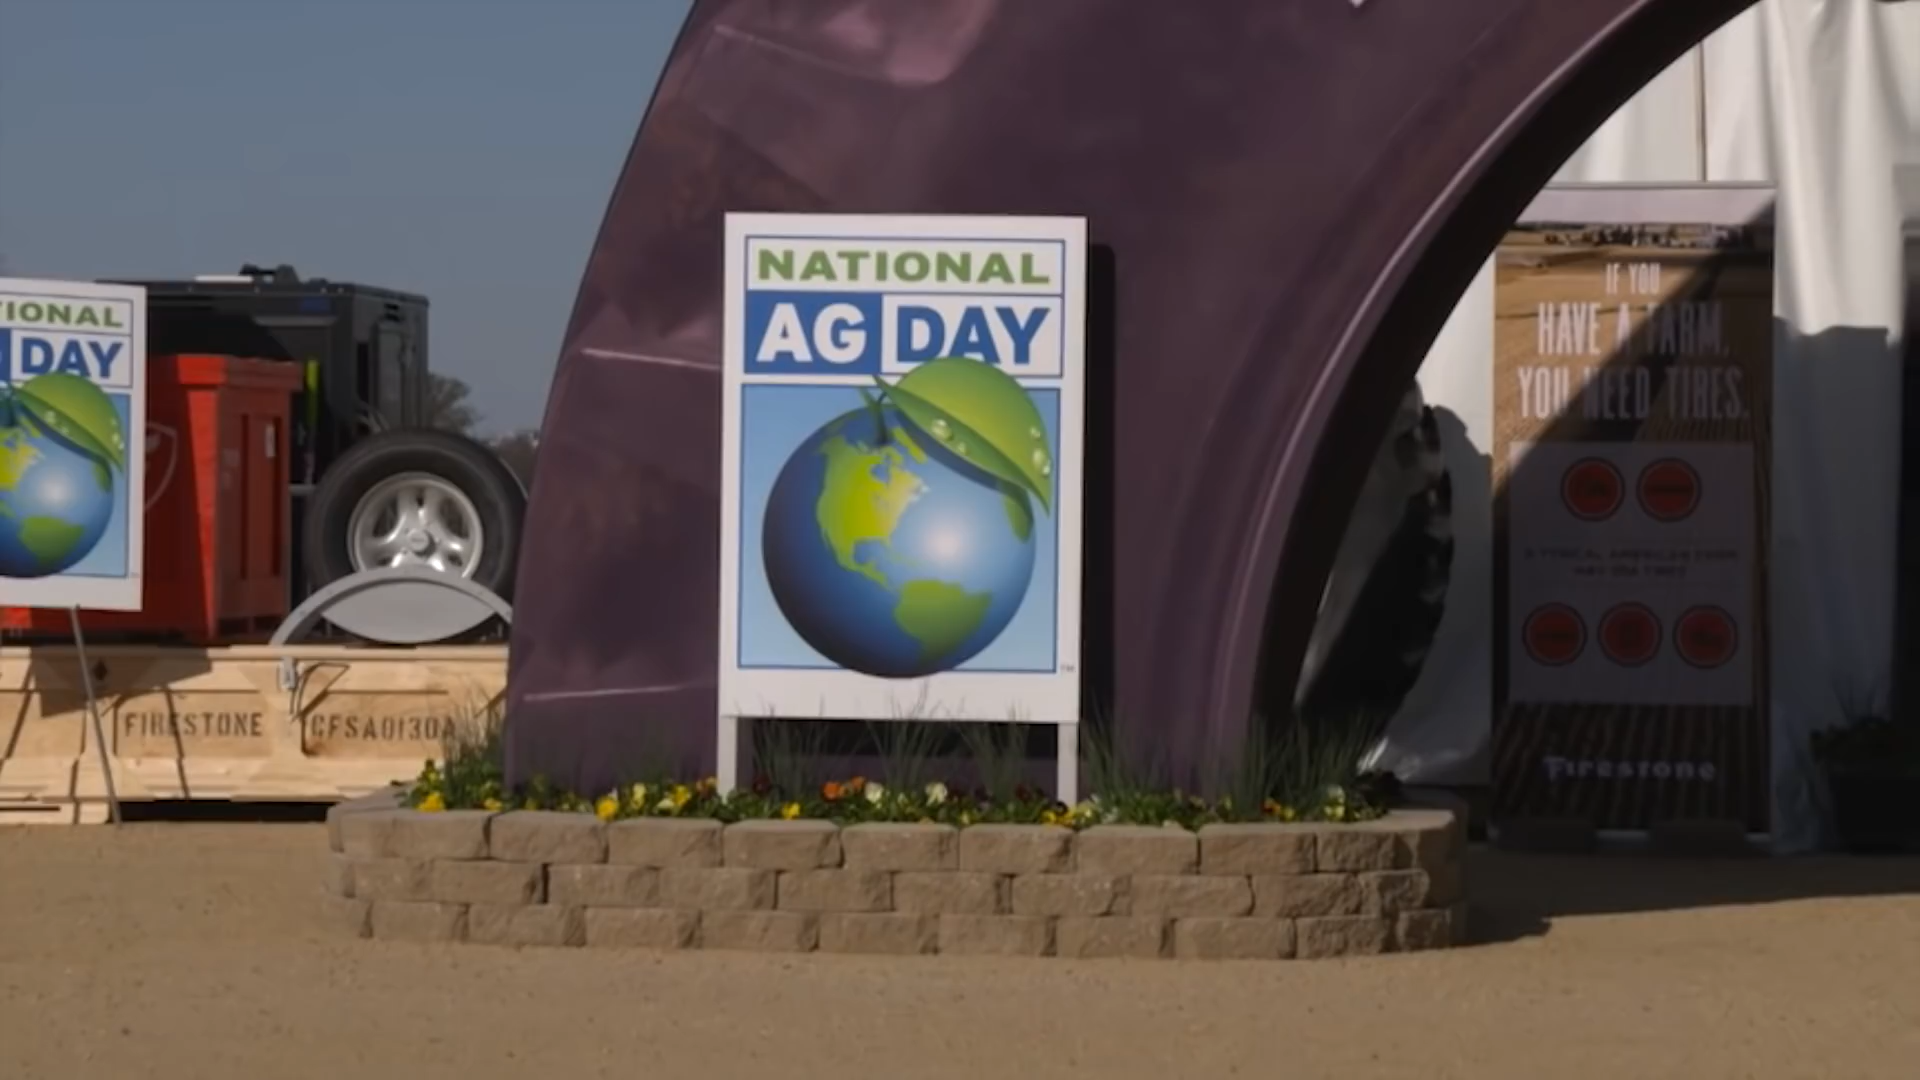 NATIONAL
AG DAY
TIONAL
DAY
FIRESTONE
CFSA0130A
IF YOU
HAVE A FARM,
YOU NEED TIRES.
Firestone